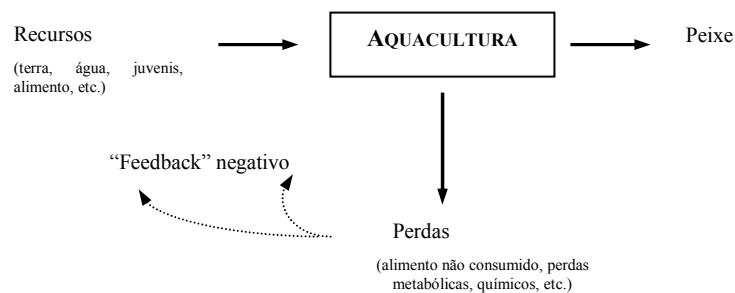 Recursos
(terra, água, juvenis,
alimento, etc.)
AQUACULTURA
Peixe
“Feedback” negativo
Perdas
(alimento não consumido, perdas
metabólicas, químicos, etc.)